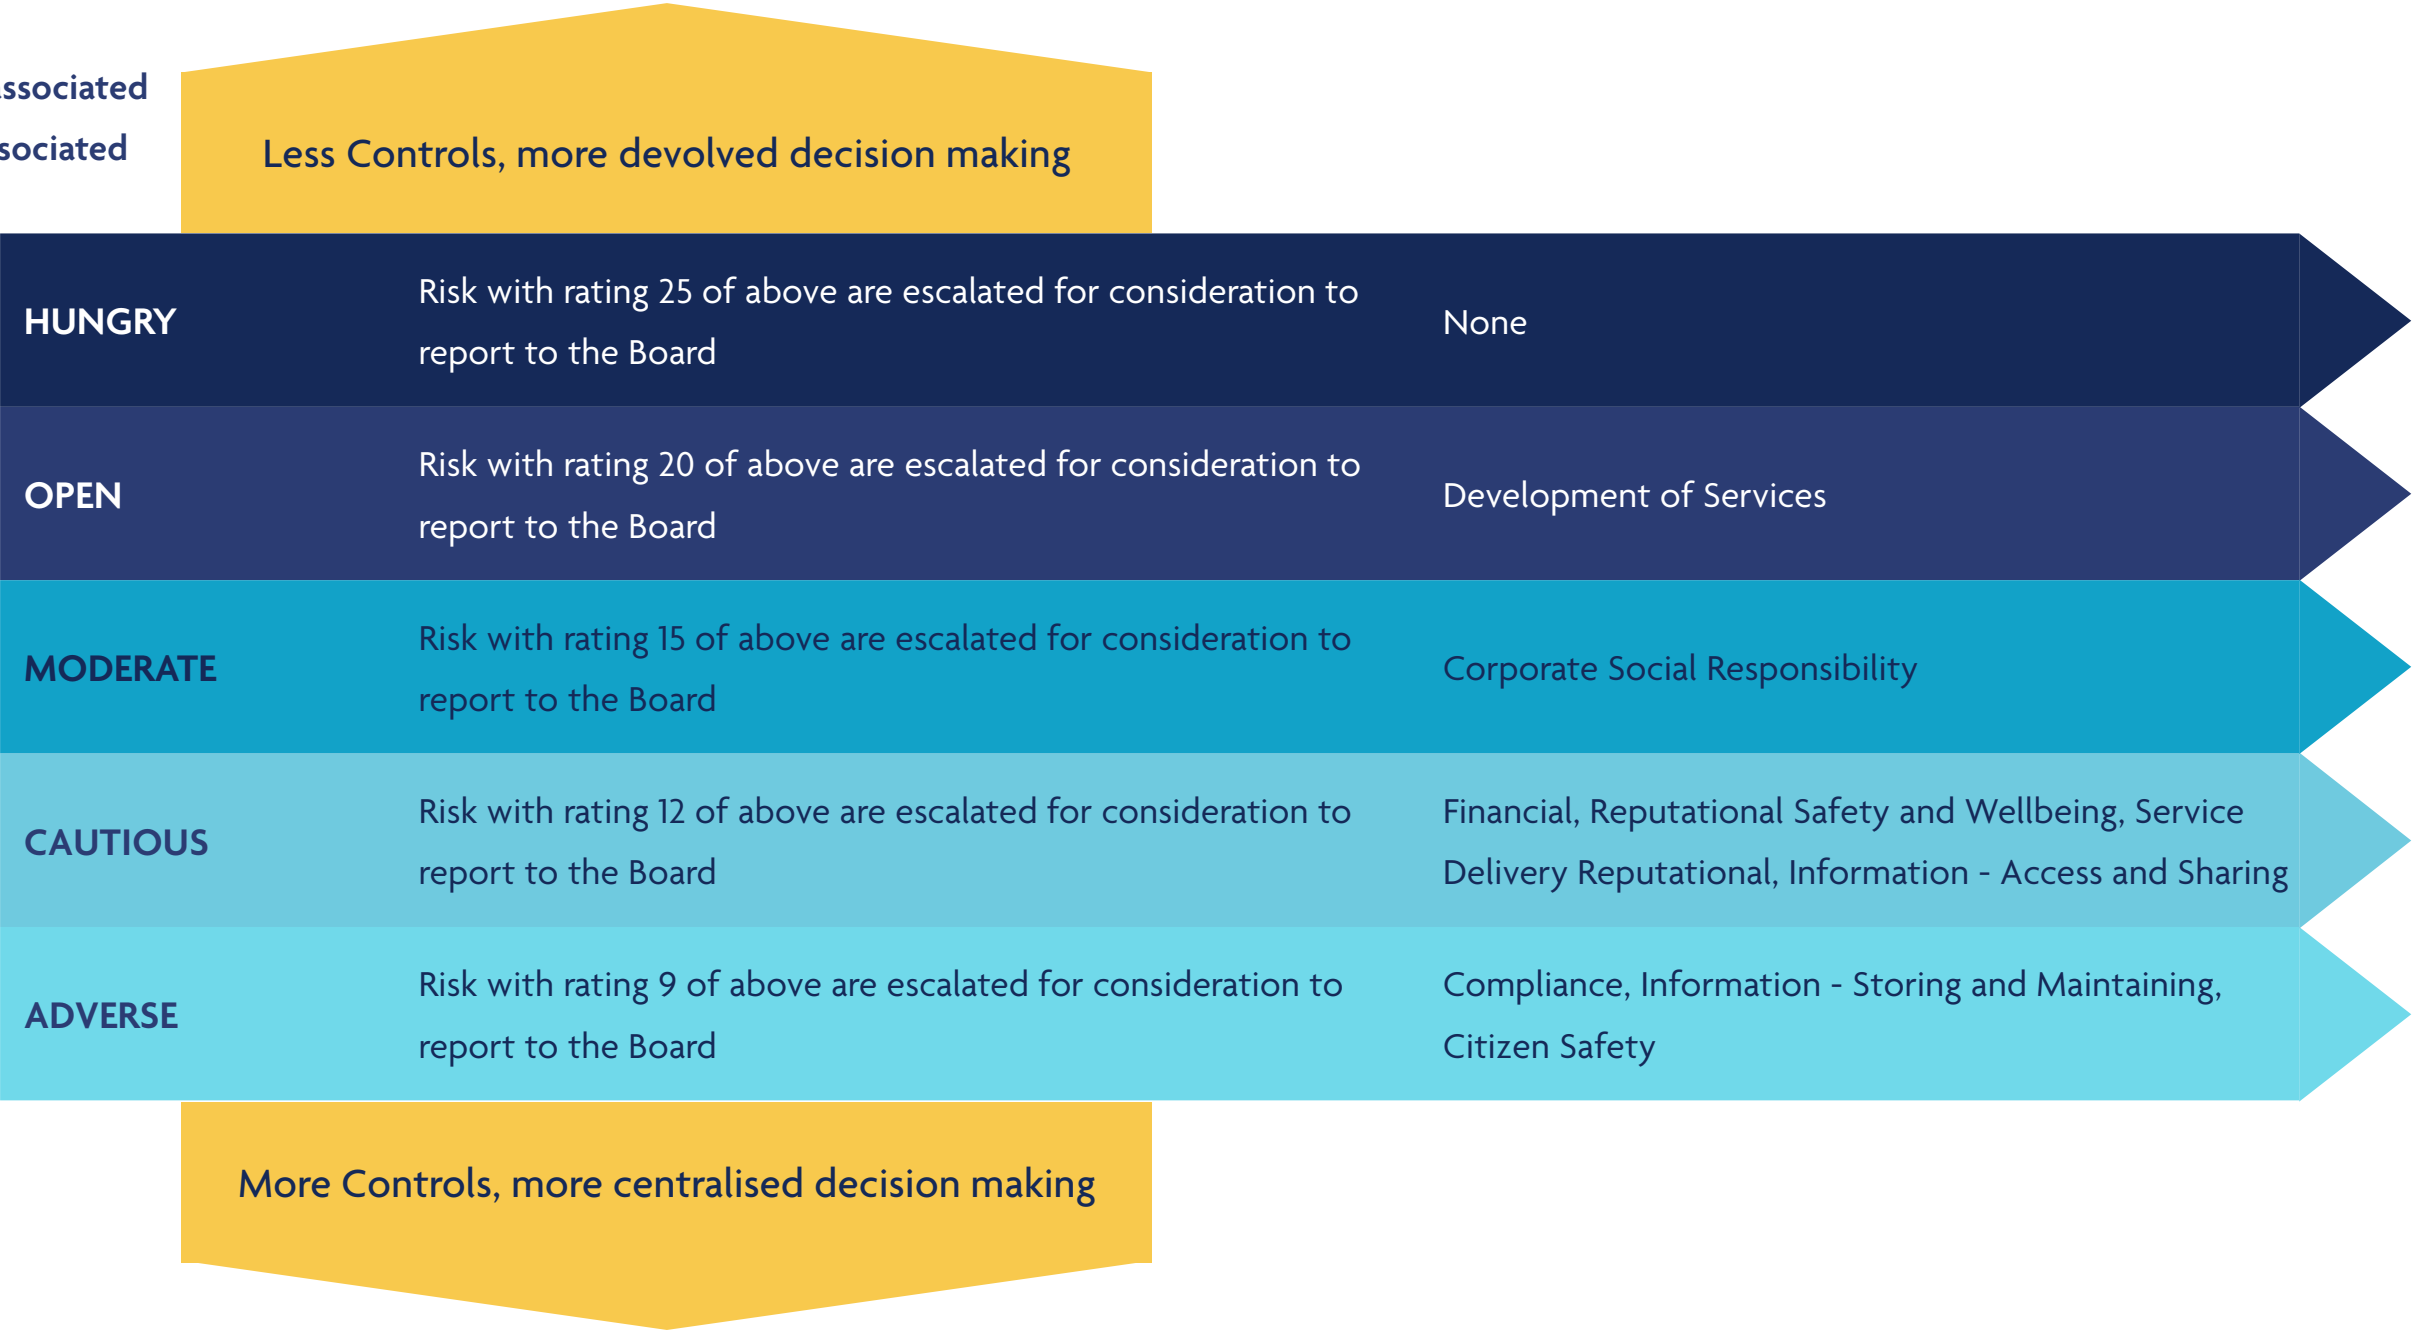 Less Controls, more devolved decision making
HUNGRY
Risk with rating 25 of above are escalated for consideration to
report to the Board
None
OPEN
Risk with rating 20 of above are escalated for consideration to
report to the Board
Development of Services
MODERATE
Risk with rating 15 of above are escalated for consideration to
report to the Board
Corporate Social Responsibility
CAUTIOUS
Risk with rating 12 of above are escalated for consideration to
report to the Board
Financial, Reputational Safety and Wellbeing, Service
Delivery Reputational, Information - Access and Sharing
ADVERSE
Risk with rating 9 of above are escalated for consideration to
report to the Board
Compliance, Information - Storing and Maintaining,
Citizen Safety
More Controls, more centralised decision making